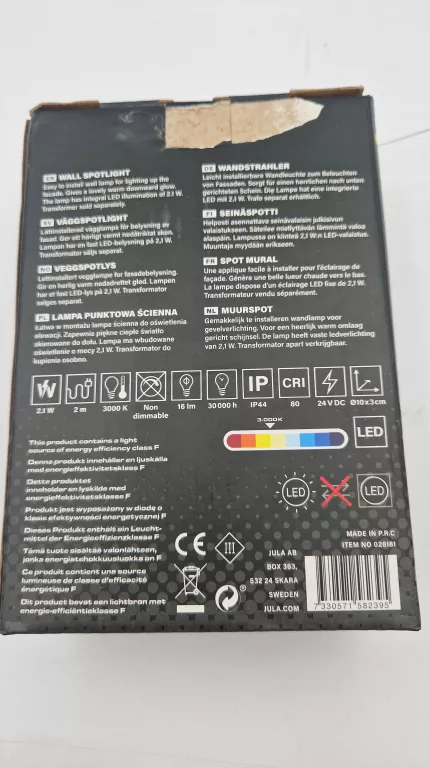 EN WALL SPOTLIGHT
Easy to install wall lamp for lighting up the
facade. Gives a lovely warm downward glow.
The lamp has integral LED illumination of 2.1 W.
Transformer sold separately.
SV VÄGGSPOTLIGHT
Lättinstallerad vägglampa för belysning av
fasad. Ger ett härligt varmt nedåtriktat sken.
Lampan har en fast LED-belysning på 2,1 W.
Transformator säljs separat.
NO VEGGSPOTLYS
Lettinstallert vegglampe for fasadebelysning.
Gir en herlig varm nedadrettet glød. Lampen
har et fast LED-lys på 2,1 W. Transformator
selges separat.
PL LAMPA PUNKTOWA ŚCIENNA
Łatwa w montażu lampa ścienna do oświetlenia
elewacji. Zapewnia piękne ciepłe światło
skierowane do dołu. Lampa ma wbudowane
oświetlenie o mocy 2,1 W. Transformator do
kupienia osobno.
DE WANDSTRAHLER
Leicht installierbare Wandleuchte zum Beleuchten
von Fassaden. Sorgt für einen herrlichen nach unten
gerichteten Schein. Die Lampe hat eine integrierte
LED mit 2,1 W. Trafo separat erhältlich.
FI SEINÄSPOTTI
Helposti asennettava seinävalaisin julkisivun
valaistukseen. Säteilee miellyttävän lämmintä valoa
alaspäin. Lampussa on kiinteä 2,1 W:n LED-valaistus.
Muuntaja myydään erikseen.
FR SPOT MURAL
Une applique facile à installer pour l'éclairage de
façade. Génère une belle lueur chaude vers le bas.
La lampe dispose d'un éclairage LED fixe de 2,1 W.
Transformateur vendu séparément.
NL MUURSPOT
Gemakkelijk te installeren wandlamp voor
gevelverlichting. Voor een heerlijk warm omlaag
gericht schijnsel. De lamp heeft vaste ledverlichting
van 2,1 W. Transformator apart verkrijgbaar.
W IP CRI
2,1 W 2 m 3000 K Non dimmable 16 lm 30 000 h IP44 80 24 V DC Ø10x3cm
3.000K
LED
This product contains a light
source of energy efficiency class F
Denna produkt innehåller en ljuskälla
med energieffektivitetsklass F
Dette produktet
inneholder en lyskilde med
energieffektivitetsklasse F
Produkt jest wyposażony w diodę o
klasie efektywności energetycznej F
Dieses Produkt enthält ein Leucht-
mittel der Energieeffizienzklasse F
Tämä tuote sisältää valonlähteen,
jonka energiatehokkuusluokka on F
Ce produit contient une source
lumineuse de classe d'efficacité
énergétique F
Dit product bevat een lichtbron met
energie-efficiëntieklasse F
LED LED
CE III
JULA AB
BOX 363,
532 24 SKARA
SWEDEN
JULA.COM
MADE IN P.R.C
ITEM NO 028181
7 330571 582395